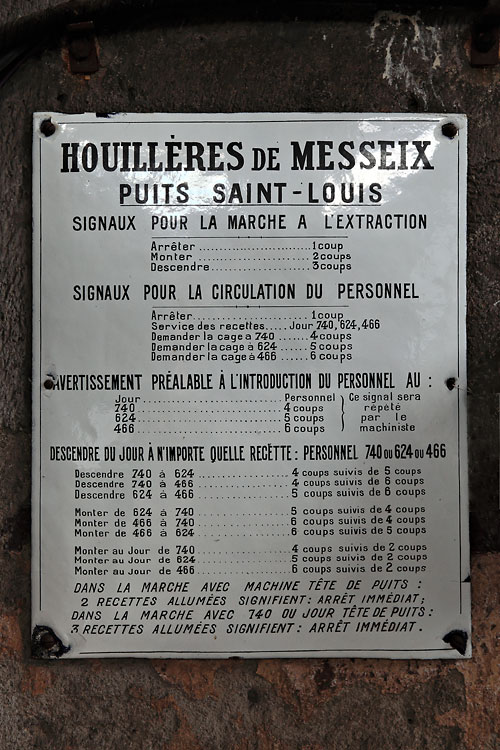 HOUILLÈRES DE MESSEIX
PUITS SAINT-LOUIS
SIGNAUX POUR LA MARCHE A L'EXTRACTION
Arrêter ............................ 1 coup
Monter ............................ 2 coups
Descendre ........................ 3 coups
SIGNAUX POUR LA CIRCULATION DU PERSONNEL
Arrêter ............................ 1 coup
Service des recettes..... Jour 740, 624, 466
Demander la cage à 740 ....... 4 coups
Demander la cage à 624 ...... 5 coups
Demander la cage à 466 ...... 6 coups
AVERTISSEMENT PRÉALABLE À L'INTRODUCTION DU PERSONNEL AU :
Jour .................... Personnel } Ce signal sera
740 .................... 4 coups } répété
624 .................... 5 coups } par le
466 .................... 6 coups } machiniste
DESCENDRE DU JOUR À N'IMPORTE QUELLE RECETTE : PERSONNEL 740 ou 624 ou 466
Descendre 740 à 624 .................... 4 coups suivis de 5 coups
Descendre 740 à 466 .................... 4 coups suivis de 6 coups
Descendre 624 à 466 .................... 5 coups suivis de 6 coups
Monter de 624 à 740 .................... 5 coups suivis de 4 coups
Monter de 466 à 740 .................... 6 coups suivis de 4 coups
Monter de 466 à 624 .................... 6 coups suivis de 5 coups
Monter au Jour de 740 .................... 4 coups suivis de 2 coups
Monter au Jour de 624 .................... 5 coups suivis de 2 coups
Monter au Jour de 466 .................... 6 coups suivis de 2 coups
DANS LA MARCHE AVEC MACHINE TÊTE DE PUITS :
2 RECETTES ALLUMÉES SIGNIFIENT : ARRÊT IMMÉDIAT ;
DANS LA MARCHE AVEC 740 OU JOUR TÊTE DE PUITS :
3 RECETTES ALLUMÉES SIGNIFIENT : ARRÊT IMMÉDIAT .